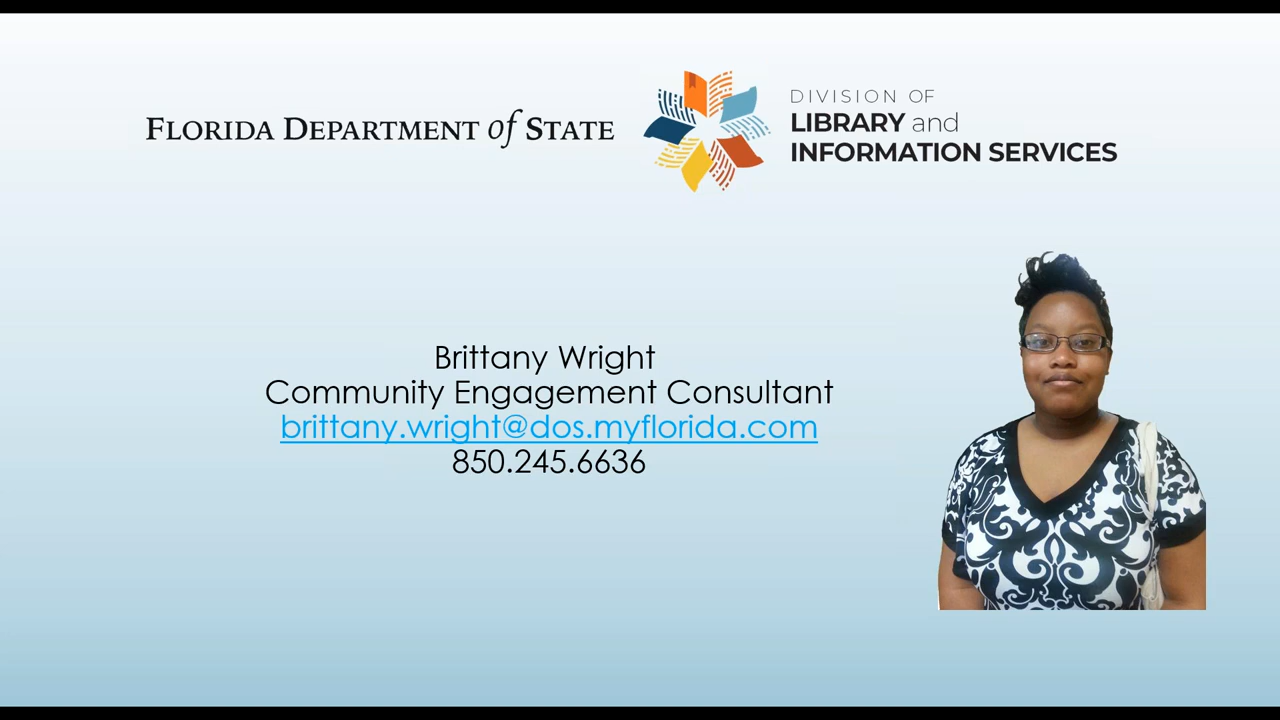 FLORIDA DEPARTMENT of STATE
DIVISION OF
LIBRARY and
INFORMATION SERVICES
Brittany Wright
Community Engagement Consultant
brittany.wright@dos.myflorida.com
850.245.6636